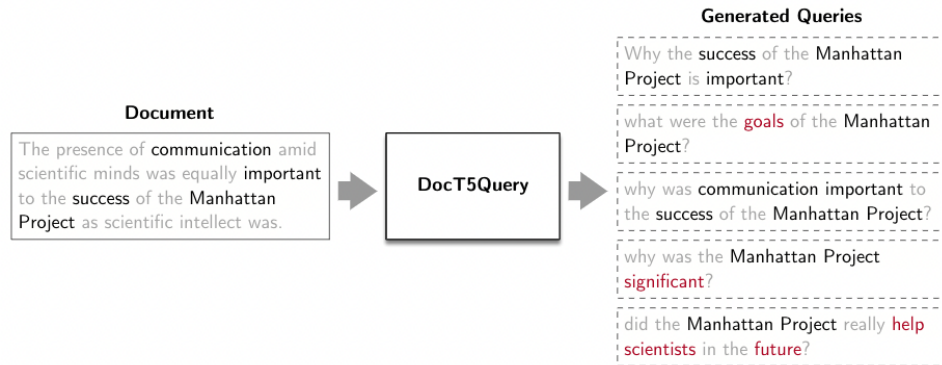 Generated Queries
Document
The presence of communication amid
scientific minds was equally important
to the success of the Manhattan
Project as scientific intellect was.
DocT5Query
Why the success of the Manhattan
Project is important?
what were the goals of the Manhattan
Project?
why was communication important to
the success of the Manhattan Project?
why was the Manhattan Project
significant?
did the Manhattan Project really help
scientists in the future?